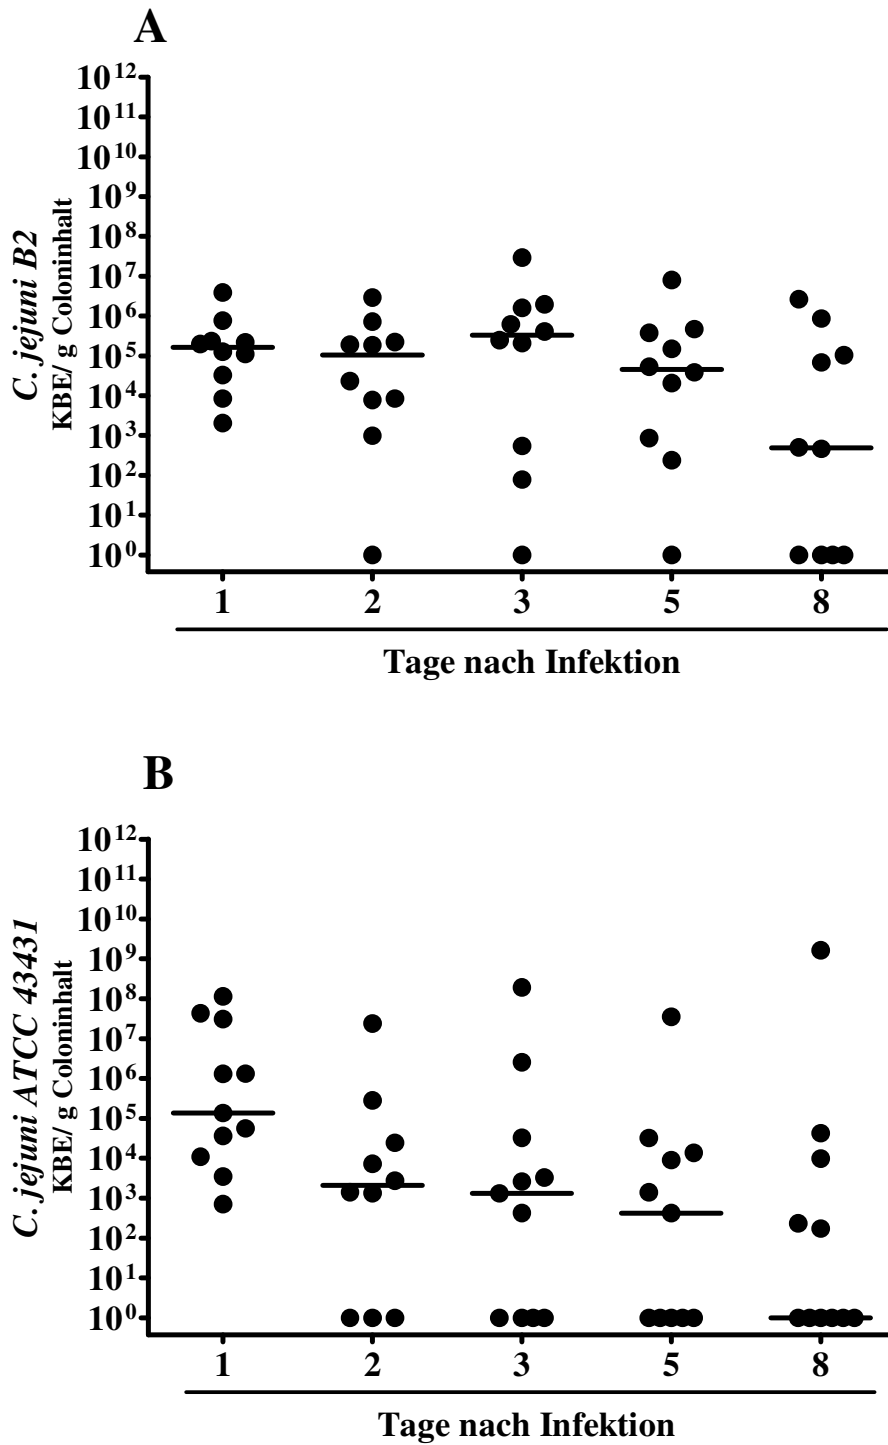 A
10¹²
10¹¹
10¹⁰
10⁹
10⁸
10⁷
10⁶
10⁵
10⁴
10³
10²
10¹
10⁰
C. jejuni B2
KBE/ g Coloninhalt
1 2 3 5 8
Tage nach Infektion
B
10¹²
10¹¹
10¹⁰
10⁹
10⁸
10⁷
10⁶
10⁵
10⁴
10³
10²
10¹
10⁰
C. jejuni ATCC 43431
KBE/ g Coloninhalt
1 2 3 5 8
Tage nach Infektion